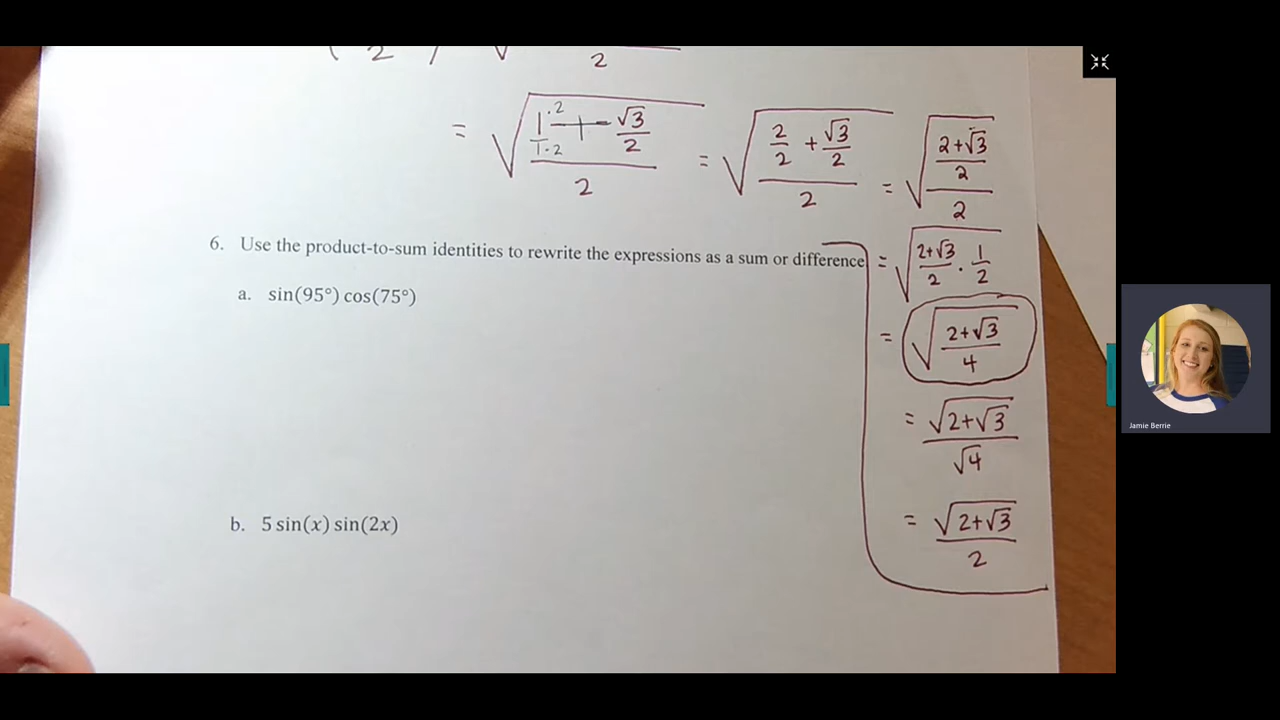 ( 2 ) √ 2
= √ 1·2/1·2 + √3/2 / 2 = √ 2/2 + √3/2 / 2 = √ 2+√3/2 / 2
6. Use the product-to-sum identities to rewrite the expressions as a sum or difference
= √ 2+√3/2 · 1/2
a. sin(95°) cos(75°)
= √ 2+√3/4
= √2+√3 / √4
b. 5 sin(x) sin(2x)
= √2+√3 / 2
Jamie Berrie